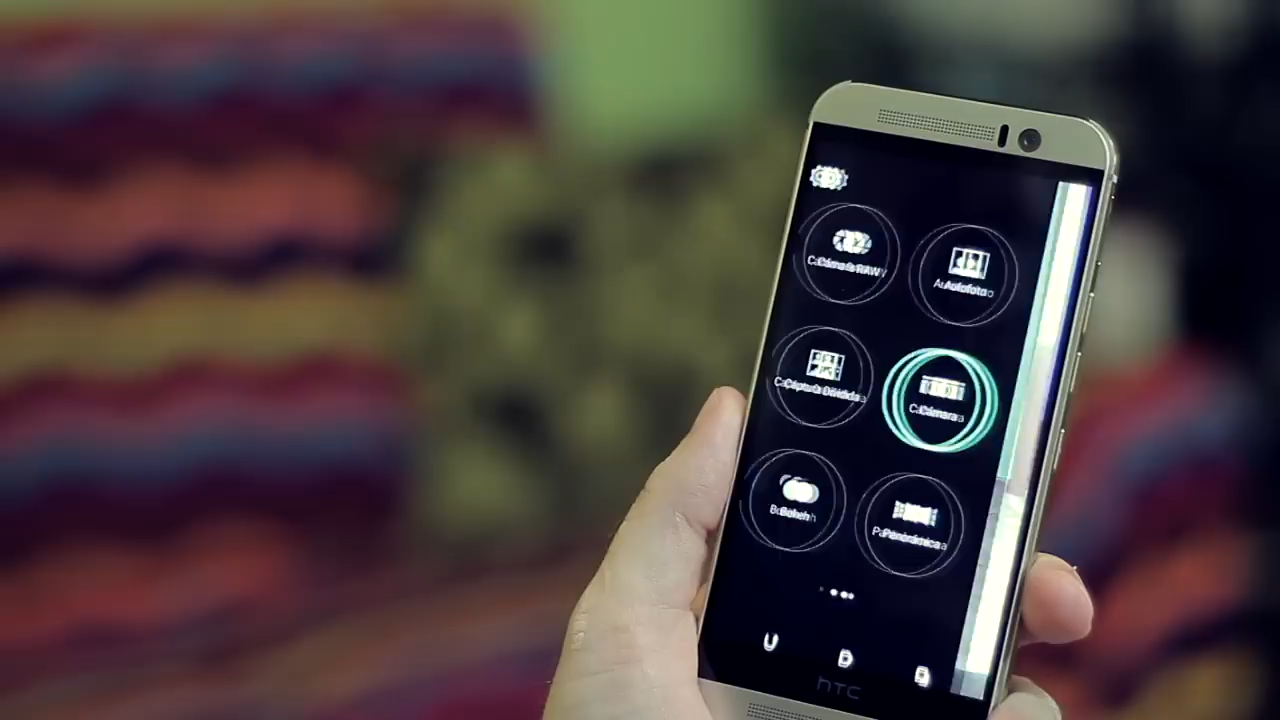 Cámara RAW
Autofoto
Captura Dividida
Cámara
Bokeh
Panorámica
hTC